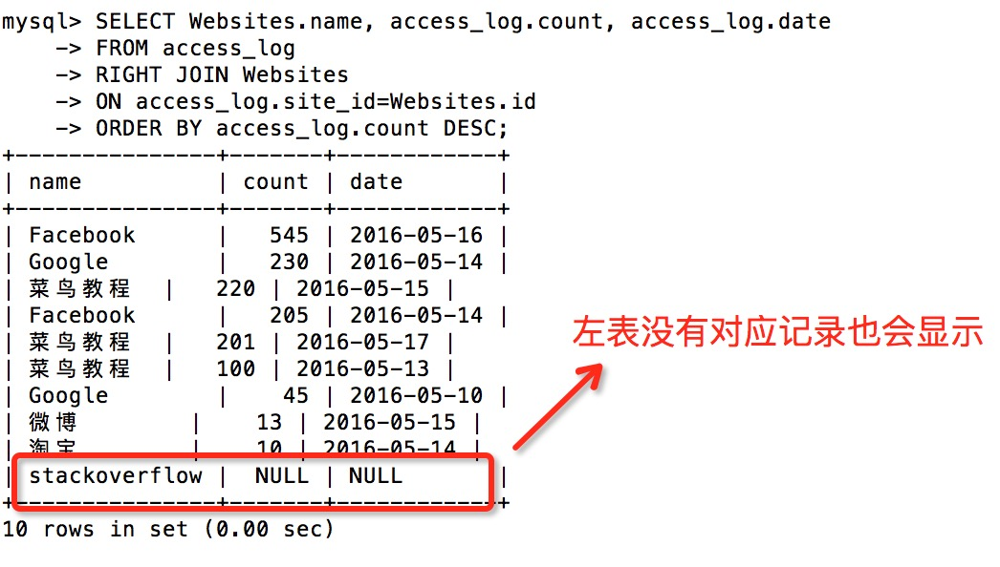 mysql> SELECT Websites.name, access_log.count, access_log.date
    -> FROM access_log
    -> RIGHT JOIN Websites
    -> ON access_log.site_id=Websites.id
    -> ORDER BY access_log.count DESC;
+---------------+-------+------------+
| name          | count | date       |
+---------------+-------+------------+
| Facebook      |   545 | 2016-05-16 |
| Google        |   230 | 2016-05-14 |
| 菜鸟教程  |   220 | 2016-05-15 |
| Facebook      |   205 | 2016-05-14 |
| 菜鸟教程  |   201 | 2016-05-17 |
| 菜鸟教程  |   100 | 2016-05-13 |
| Google        |    45 | 2016-05-10 |
| 微博        |    13 | 2016-05-15 |
| 淘宝        |    10 | 2016-05-14 |
| stackoverflow |  NULL | NULL       |
+---------------+-------+------------+
10 rows in set (0.00 sec)
左表没有对应记录也会显示